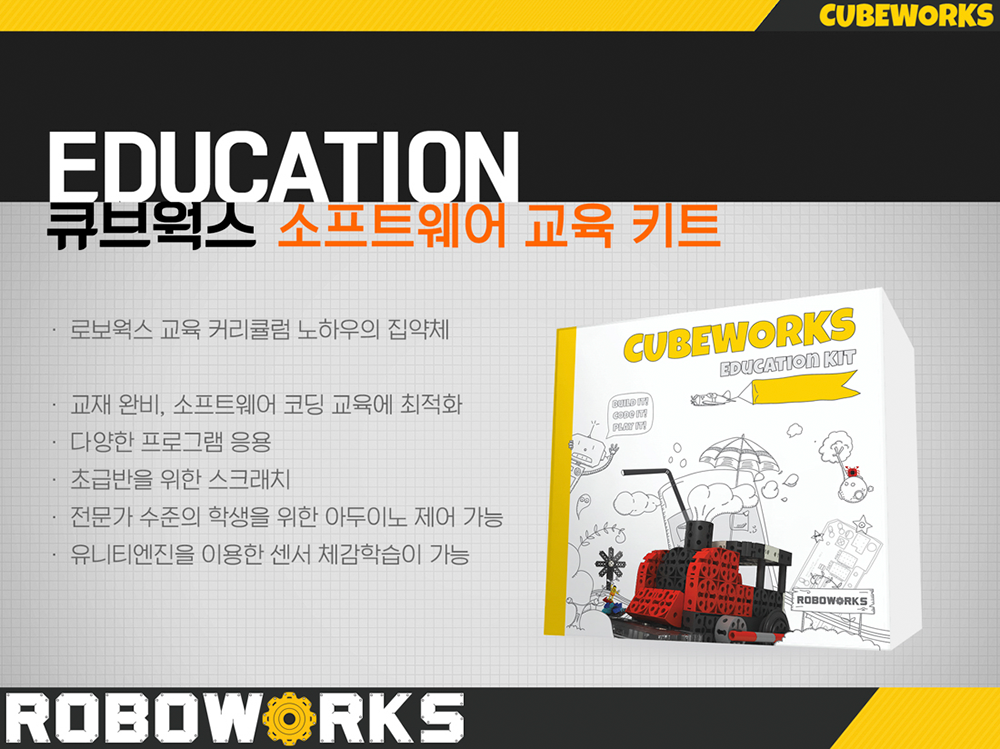 CUBEWORKS
EDUCATION
큐브웍스 소프트웨어 교육 키트
· 로보웍스 교육 커리큘럼 노하우의 집약체
· 교재 완비, 소프트웨어 코딩 교육에 최적화
· 다양한 프로그램 응용
· 초급반을 위한 스크래치
· 전문가 수준의 학생을 위한 아두이노 제어 가능
· 유니티엔진을 이용한 센서 체감학습이 가능
CUBEWORKS
EDUCATION KIT
BUILD IT!
CODE IT!
PLAY IT!
ROBOWORKS
ROBOWORKS